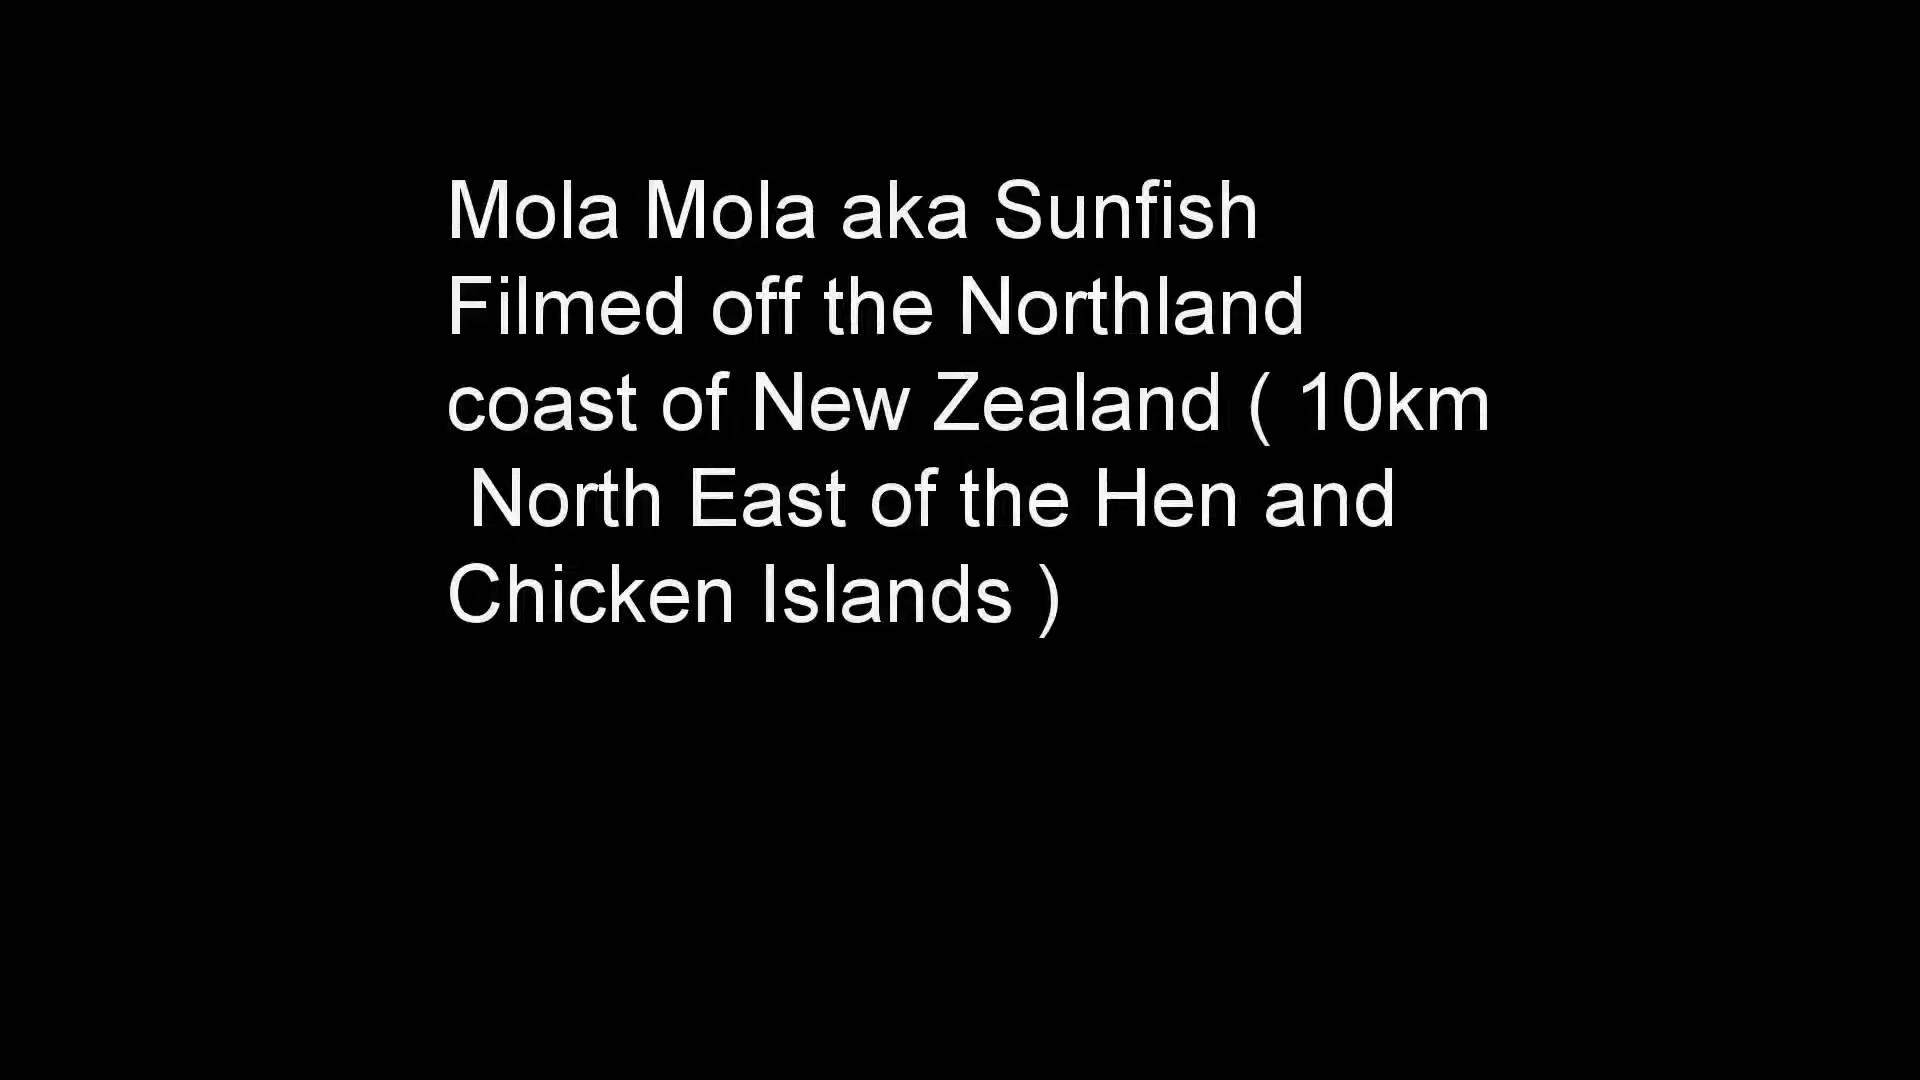 Mola Mola aka Sunfish
Filmed off the Northland
coast of New Zealand ( 10km
North East of the Hen and
Chicken Islands )